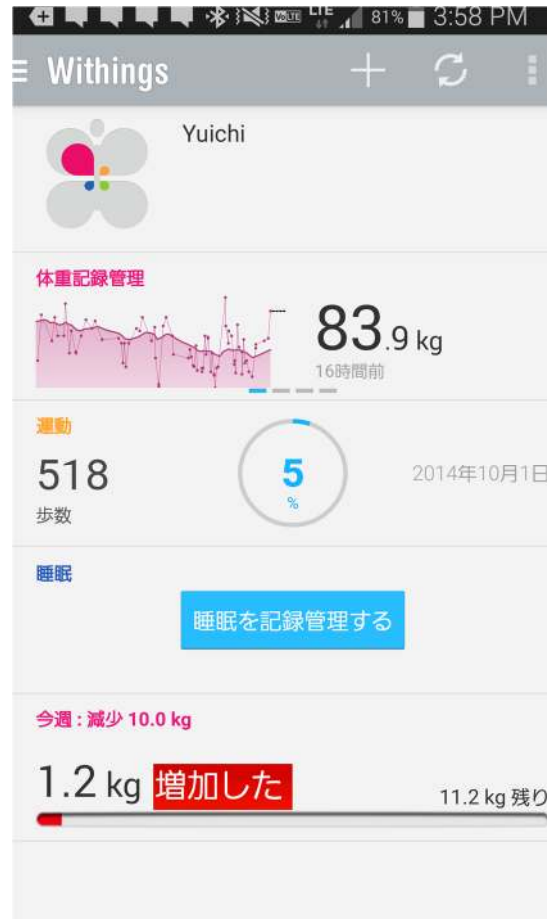 VoLTE LTE 81% 3:58 PM
Withings
Yuichi
体重記録管理
83.9 kg
16時間前
運動
518
5
%
2014年10月1日
歩数
睡眠
睡眠を記録管理する
今週 : 減少 10.0 kg
1.2 kg 増加した
11.2 kg 残り